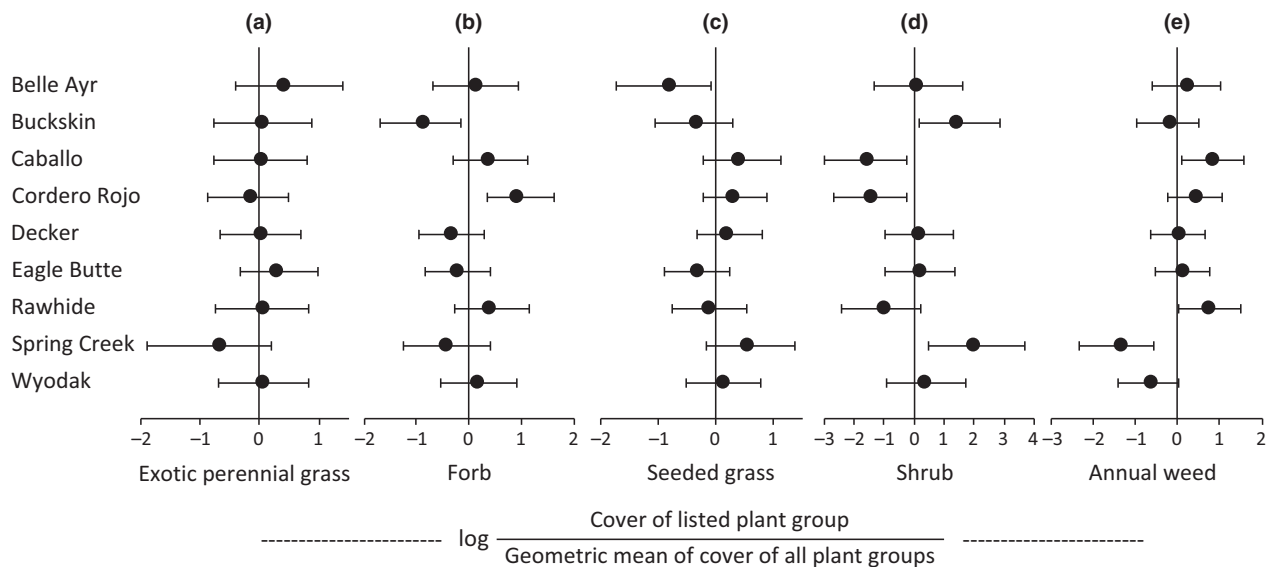 (a) (b) (c) (d) (e)
Belle Ayr
Buckskin
Caballo
Cordero Rojo
Decker
Eagle Butte
Rawhide
Spring Creek
Wyodak
−2 −1 0 1 −2 −1 0 1 2 −2 −1 0 1 −3 −2 −1 0 1 2 3 4 −3 −2 −1 0 1 2
Exotic perennial grass Forb Seeded grass Shrub Annual weed
Cover of listed plant group
log
Geometric mean of cover of all plant groups